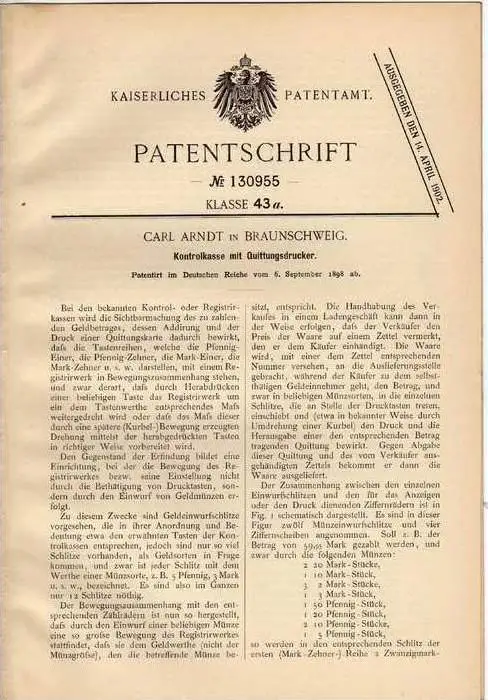 KAISERLICHES PATENTAMT.
AUSGEGEBEN DEN 14. APRIL 1902.
PATENTSCHRIFT
— № 130955 —
KLASSE 43 a.
CARL ARNDT IN BRAUNSCHWEIG.
Kontrolkasse mit Quittungsdrucker.
Patentirt im Deutschen Reiche vom 6. September 1898 ab.
Bei den bekannten Kontrol- oder Registrir-
kassen wird die Sichtbarmachung des zu zahlen-
den Geldbetrages, dessen Addirung und der
Druck einer Quittungskarte dadurch bewirkt,
daß die Tastenreihen, welche die Pfennig-
Einer, die Pfennig-Zehner, die Mark-Einer, die
Mark-Zehner u. s. w. darstellen, mit einem Re-
gistrirwerk in Bewegungszusammenhang stehen,
und zwar derart, daß durch Herabdrücken
einer beliebigen Taste das Registrirwerk um
ein dem Tastenwerthe entsprechendes Maß
weitergedreht wird oder daß das Maß dieser
durch eine spätere (Kurbel-) Bewegung erzeugten
Drehung mittelst der herabgedrückten Tasten
in richtiger Weise vorbereitet wird.
Den Gegenstand der Erfindung bildet eine
Einrichtung, bei der die Bewegung des Re-
gistrirwerkes bezw. seine Einstellung nicht
durch die Bethätigung von Drucktasten, son-
dern durch den Einwurf von Geldmünzen er-
folgt.
Zu diesem Zwecke sind Geldeinwurfschlitze
vorgesehen, die in ihrer Anordnung und Be-
deutung etwa den erwähnten Tasten der Kon-
trolkassen entsprechen, jedoch sind nur so viel
Schlitze vorhanden, als Geldsorten in Frage
kommen, und zwar ist jeder Schlitz mit dem
Werthe einer Münzsorte, z. B. 5 Pfennig, 3 Mark
u. s. w., bezeichnet. Es sind also im Ganzen
nur 12 Schlitze nöthig.
Der Bewegungszusammenhang mit den ent-
sprechenden Zählrädern ist nun so hergestellt,
daß durch den Einwurf einer beliebigen Münze
eine so große Bewegung des Registrirwerkes
stattfindet, daß sie dem Geldwerthe (nicht der
Münzgröße), den die betreffende Münze be-
sitzt, entspricht. Die Handhabung des Ver-
kaufes in einem Ladengeschäft kann dann in
der Weise erfolgen, daß der Verkäufer den
Preis der Waare auf einem Zettel vermerkt,
den er dem Käufer einhändigt. Die Waare
wird, mit einer dem Zettel entsprechenden
Nummer versehen, an die Auslieferungsstelle
gebracht, während der Käufer zu dem selbst-
thätigen Geldeinnehmer geht, den Betrag, und
zwar in beliebigen Münzsorten, in die einzelnen
Schlitze, die an Stelle der Drucktasten treten,
einschiebt und (etwa in bekannter Weise durch
Umdrehung einer Kurbel) den Druck und die
Herausgabe einer den entsprechenden Betrag
tragenden Quittung bewirkt. Gegen Abgabe
dieser Quittung und des vom Verkäufer aus-
gehändigten Zettels bekommt er dann die
Waare ausgeliefert.
Der Zusammenhang zwischen den einzelnen
Einwurfschlitzen und den für das Anzeigen
oder den Druck dienenden Ziffernrädern ist in
Fig. 1 schematisch dargestellt. Es sind in dieser
Figur zwölf Münzeinwurfschlitze und vier
Ziffernscheiben angenommen. Soll z. B. der
Betrag von 59,95 Mark gezahlt werden, und
zwar durch die folgenden Münzen:
2 20 Mark-Stücke,
1 10 Mark-Stück,
3 2 Mark-Stücke,
1 3 Mark-Stück,
1 50 Pfennig-Stück,
1 20 Pfennig-Stück,
2 10 Pfennig-Stücke,
1 5 Pfennig-Stück,
so werden in den entsprechenden Schlitz der
ersten (Mark-Zehner-) Reihe 2 Zwanzigmark-